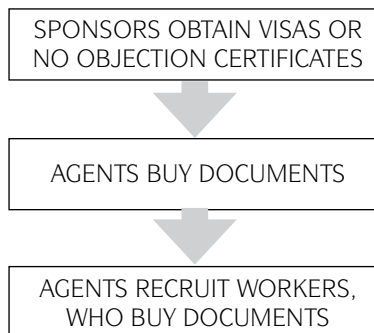 SPONSORS OBTAIN VISAS OR
NO OBJECTION CERTIFICATES
AGENTS BUY DOCUMENTS
AGENTS RECRUIT WORKERS,
WHO BUY DOCUMENTS